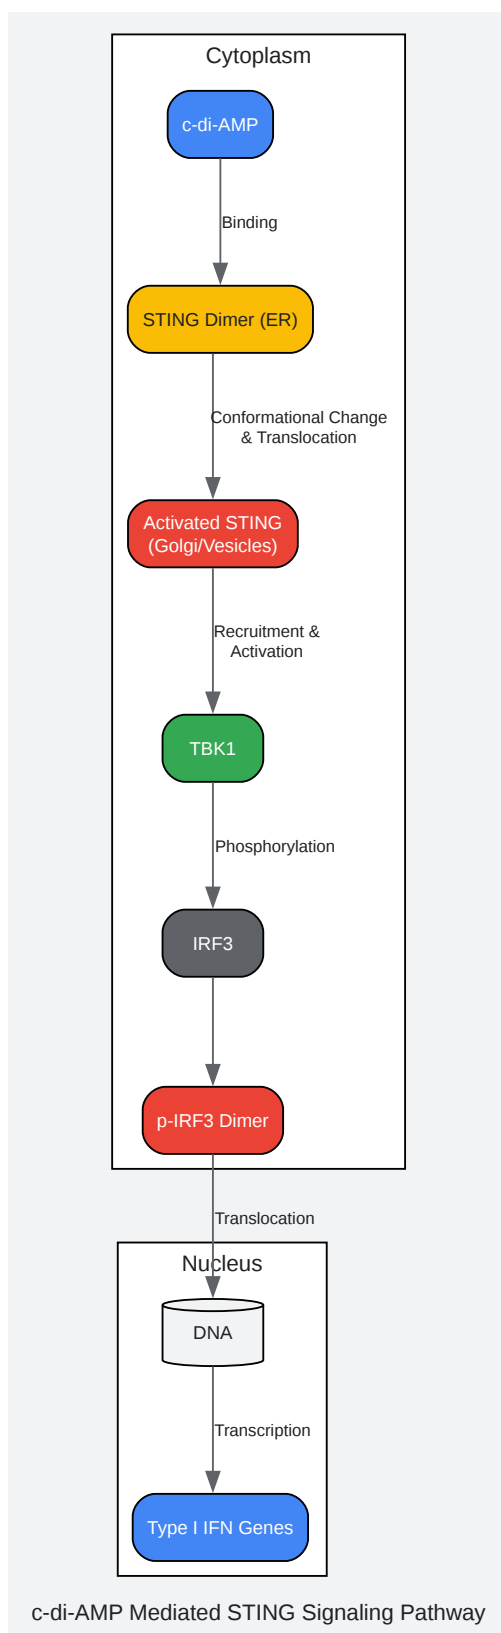 Cytoplasm
c-di-AMP
Binding
STING Dimer (ER)
Conformational Change
& Translocation
Activated STING
(Golgi/Vesicles)
Recruitment &
Activation
TBK1
Phosphorylation
IRF3
p-IRF3 Dimer
Translocation
Nucleus
DNA
Transcription
Type I IFN Genes
c-di-AMP Mediated STING Signaling Pathway